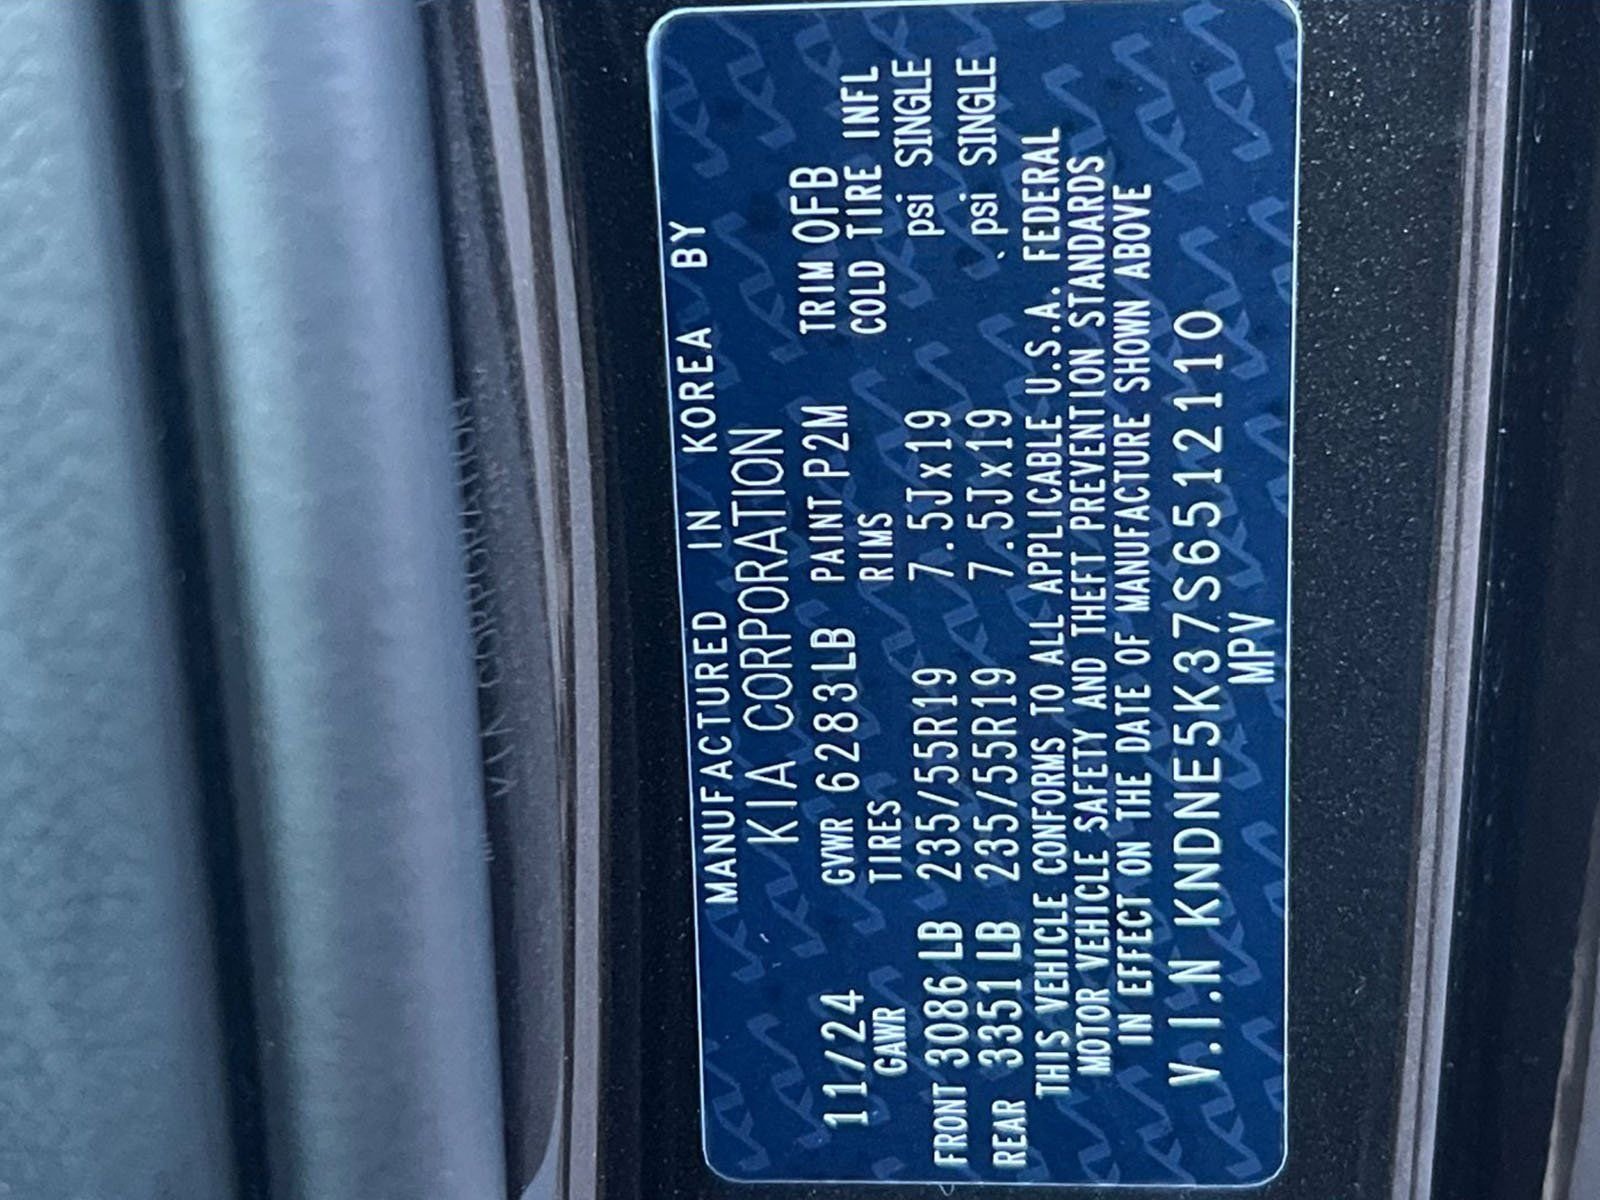 MANUFACTURED IN KOREA BY
KIA CORPORATION
11/24 GVWR 6283LB PAINT P2M TRIM OFB
GAWR TIRES RIMS COLD TIRE INFL
FRONT 3086 LB 235/55R19 7.5Jx19 psi SINGLE
REAR 3351 LB 235/55R19 7.5Jx19 psi SINGLE
THIS VEHICLE CONFORMS TO ALL APPLICABLE U.S.A. FEDERAL
MOTOR VEHICLE SAFETY AND THEFT PREVENTION STANDARDS
IN EFFECT ON THE DATE OF MANUFACTURE SHOWN ABOVE
V.I.N KNDNE5K37S6512110
MPV